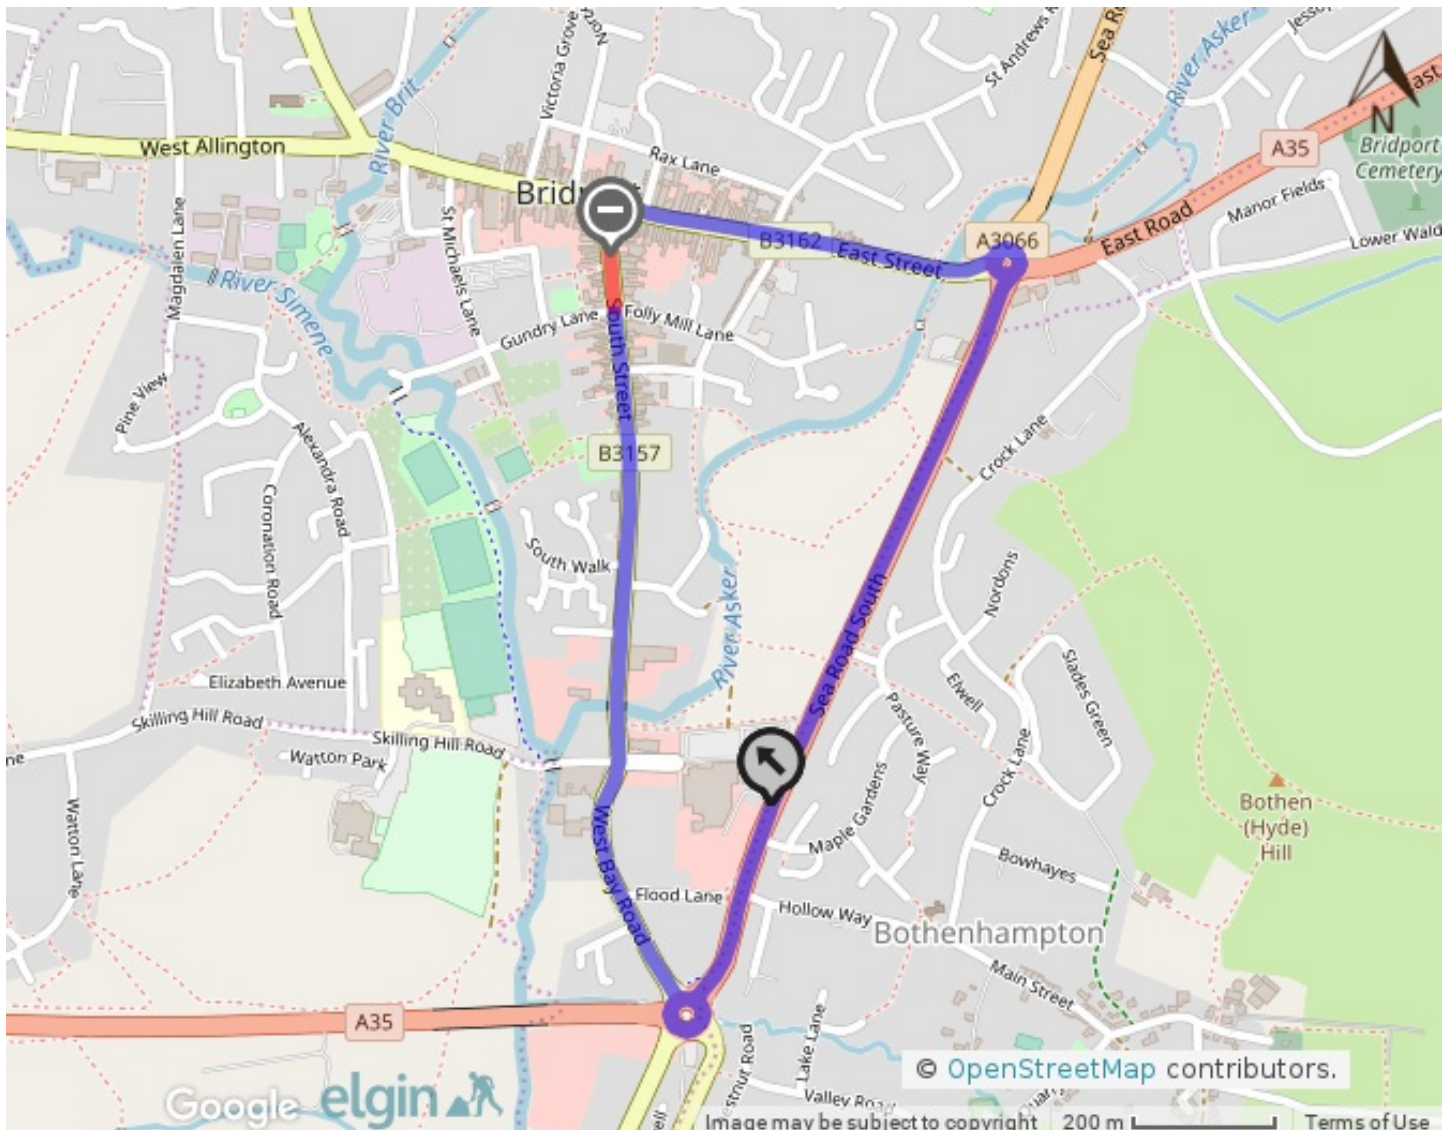 Victoria Grove
St Andrews R
Sea R
River Asker
Jesso
East
N
River Brit
West Allington
Rax Lane
A35
Bridport
Cemetery
Magdalen Lane
St Michaels Lane
B3162
East Street
A3066
East Road
Manor Fields
Lower Wald
River Simene
Gundry Lane
South Street
Folly Mill Lane
Pine View
Alexandra Road
Coronation Road
B3157
Crock Lane
South Walk
River Asker
Nordons
Sea Road South
Elizabeth Avenue
Skilling Hill Road
Skilling Hill Road
Watton Park
Watton Lane
Pasture Way
Elwell
Slades Green
Crock Lane
Maple Gardens
Bothen
(Hyde)
Hill
Bowhayes
West Bay Road
Flood Lane
Hollow Way
Bothenhampton
Main Street
A35
Lake Lane
estnut Road
Valley Road
© OpenStreetMap contributors.
Google elgin
Image may be subject to copyright 200 m Terms of Use